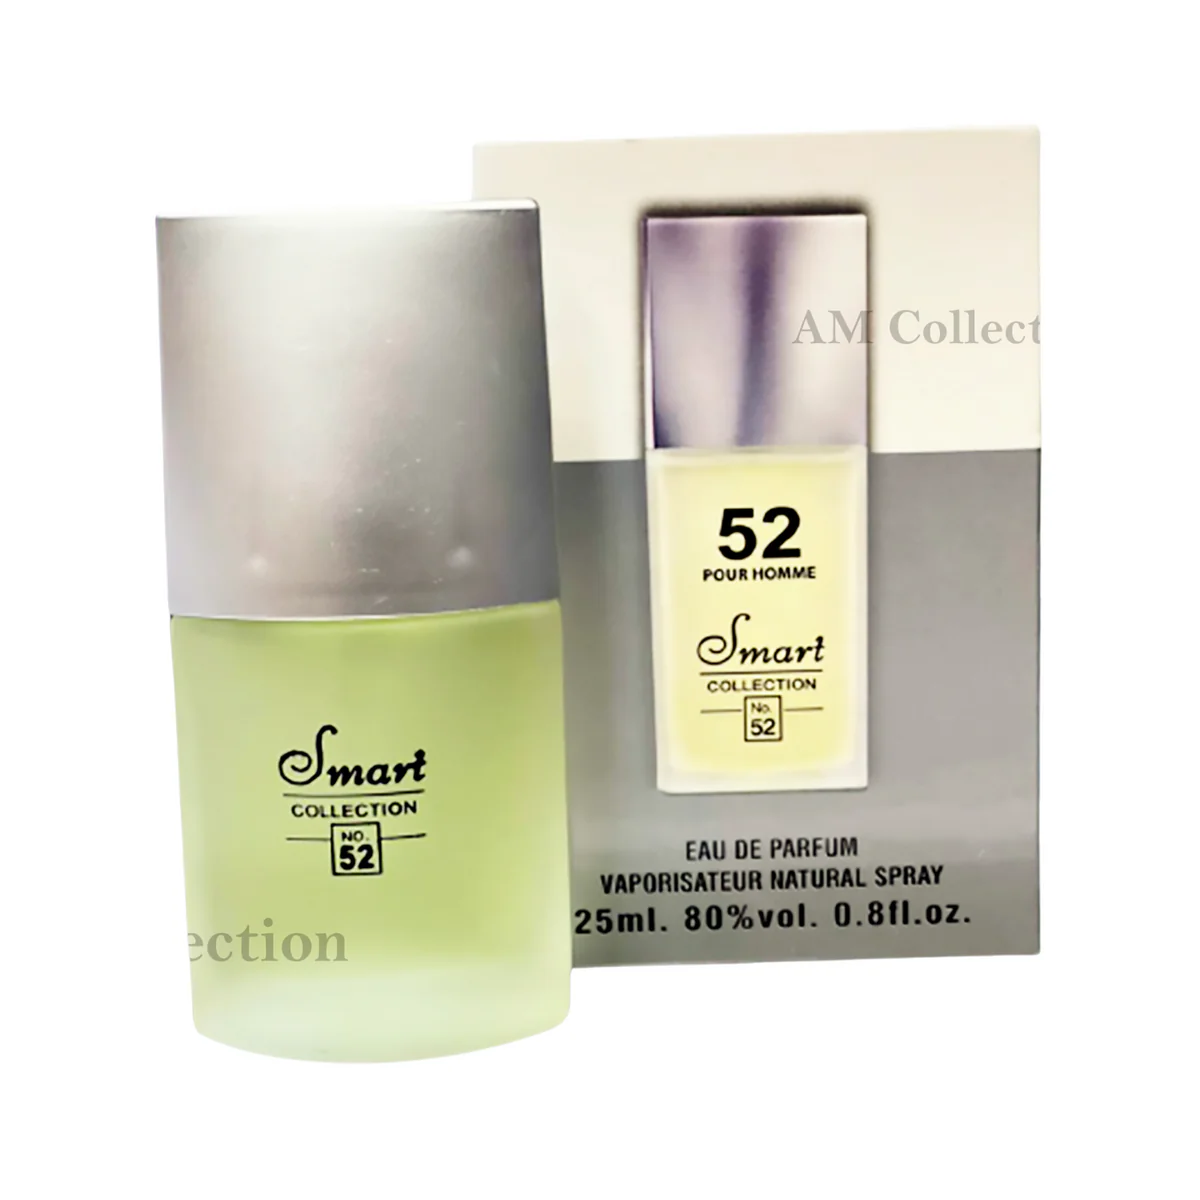 AM Collect
52
POUR HOMME
Smart
COLLECTION
No.
52
EAU DE PARFUM
VAPORISATEUR NATURAL SPRAY
25ml. 80%vol. 0.8fl.oz.
Smart
COLLECTION
NO.
52
ection